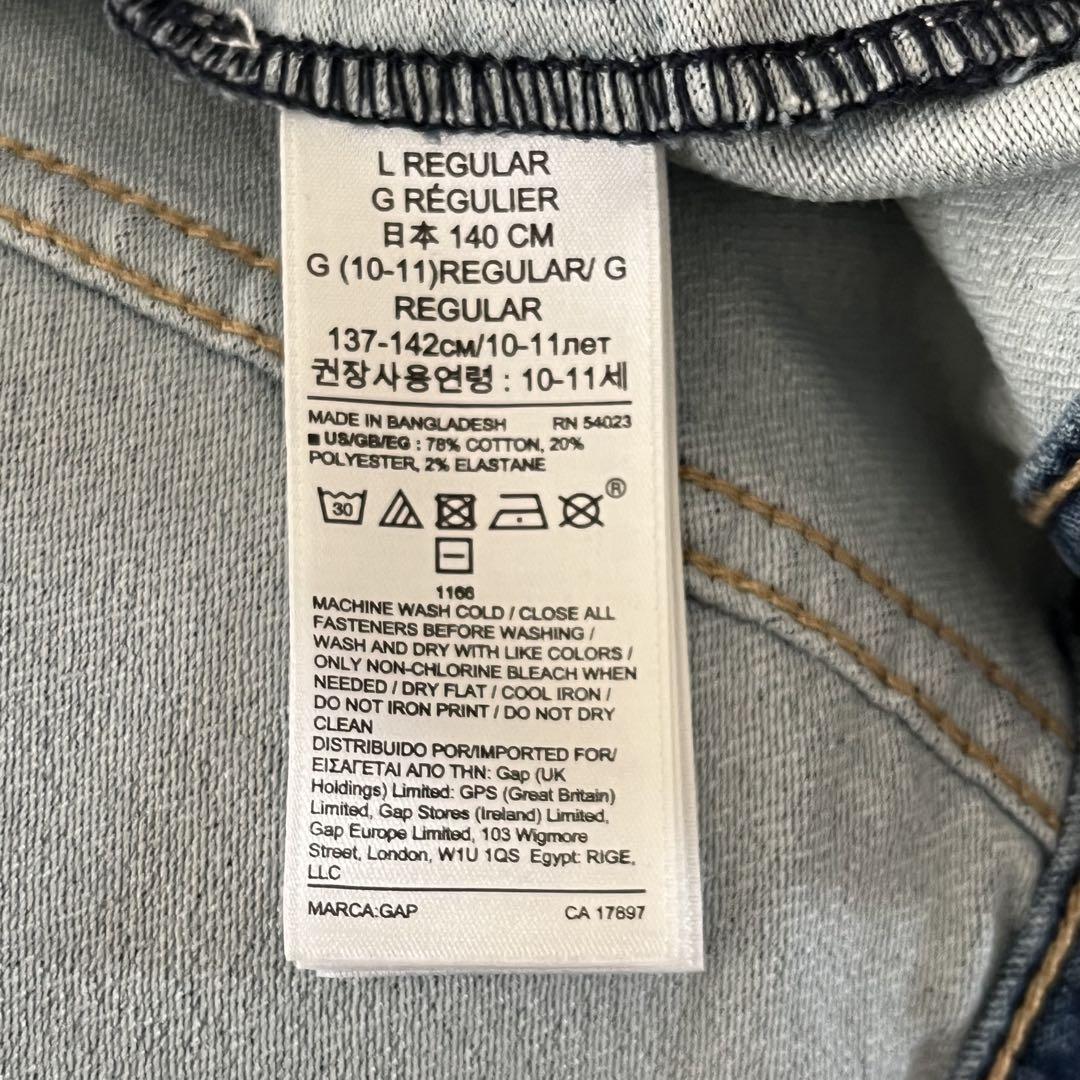 L REGULAR
G RÉGULIER
日本 140 CM
G (10-11)REGULAR/ G
REGULAR
137-142см/10-11лет
권장사용연령 : 10-11세
MADE IN BANGLADESH RN 54023
■ US/GB/EG : 78% COTTON, 20%
POLYESTER, 2% ELASTANE
30
®
1166
MACHINE WASH COLD / CLOSE ALL
FASTENERS BEFORE WASHING /
WASH AND DRY WITH LIKE COLORS /
ONLY NON-CHLORINE BLEACH WHEN
NEEDED / DRY FLAT / COOL IRON /
DO NOT IRON PRINT / DO NOT DRY
CLEAN
DISTRIBUIDO POR/IMPORTED FOR/
ΕΙΣΑΓΕΤΑΙ ΑΠΟ ΤΗΝ: Gap (UK
Holdings) Limited: GPS (Great Britain)
Limited, Gap Stores (Ireland) Limited,
Gap Europe Limited, 103 Wigmore
Street, London, W1U 1QS Egypt: RIGE,
LLC
MARCA:GAP CA 17897